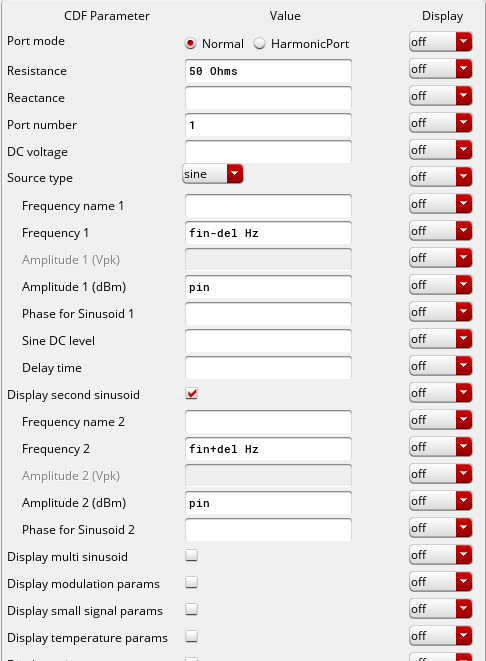 CDF Parameter Value Display
Port mode Normal HarmonicPort off
Resistance 50 Ohms off
Reactance off
Port number 1 off
DC voltage off
Source type sine off
Frequency name 1 off
Frequency 1 fin-del Hz off
Amplitude 1 (Vpk) off
Amplitude 1 (dBm) pin off
Phase for Sinusoid 1 off
Sine DC level off
Delay time off
Display second sinusoid off
Frequency name 2 off
Frequency 2 fin+del Hz off
Amplitude 2 (Vpk) off
Amplitude 2 (dBm) pin off
Phase for Sinusoid 2 off
Display multi sinusoid off
Display modulation params off
Display small signal params off
Display temperature params off
off